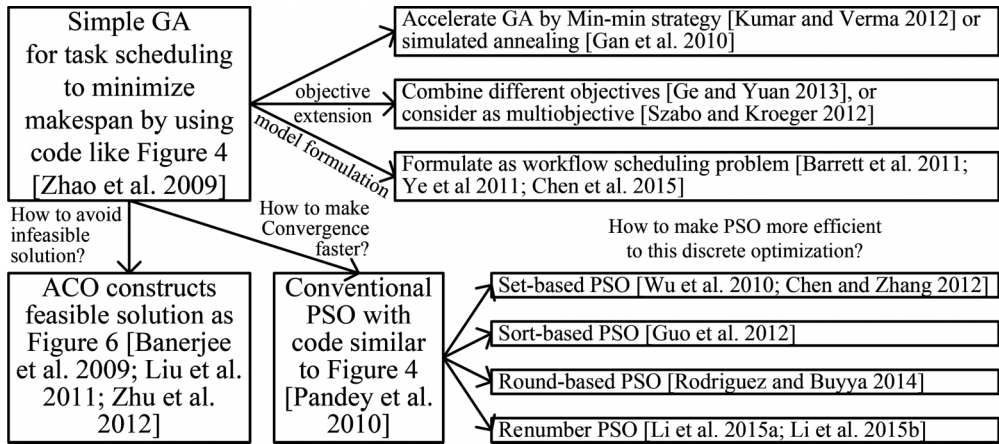 Simple GA
for task scheduling
to minimize
makespan by using
code like Figure 4
[Zhao et al. 2009]
Accelerate GA by Min-min strategy [Kumar and Verma 2012] or
simulated annealing [Gan et al. 2010]
objective
extension
Combine different objectives [Ge and Yuan 2013], or
consider as multiobjective [Szabo and Kroeger 2012]
model formulation
Formulate as workflow scheduling problem [Barrett et al. 2011;
Ye et al 2011; Chen et al. 2015]
How to avoid
infeasible
solution?
How to make
Convergence
faster?
How to make PSO more efficient
to this discrete optimization?
ACO constructs
feasible solution as
Figure 6 [Banerjee
et al. 2009; Liu et al.
2011; Zhu et al.
2012]
Conventional
PSO with
code similar
to Figure 4
[Pandey et al.
2010]
Set-based PSO [Wu et al. 2010; Chen and Zhang 2012]
Sort-based PSO [Guo et al. 2012]
Round-based PSO [Rodriguez and Buyya 2014]
Renumber PSO [Li et al. 2015a; Li et al. 2015b]